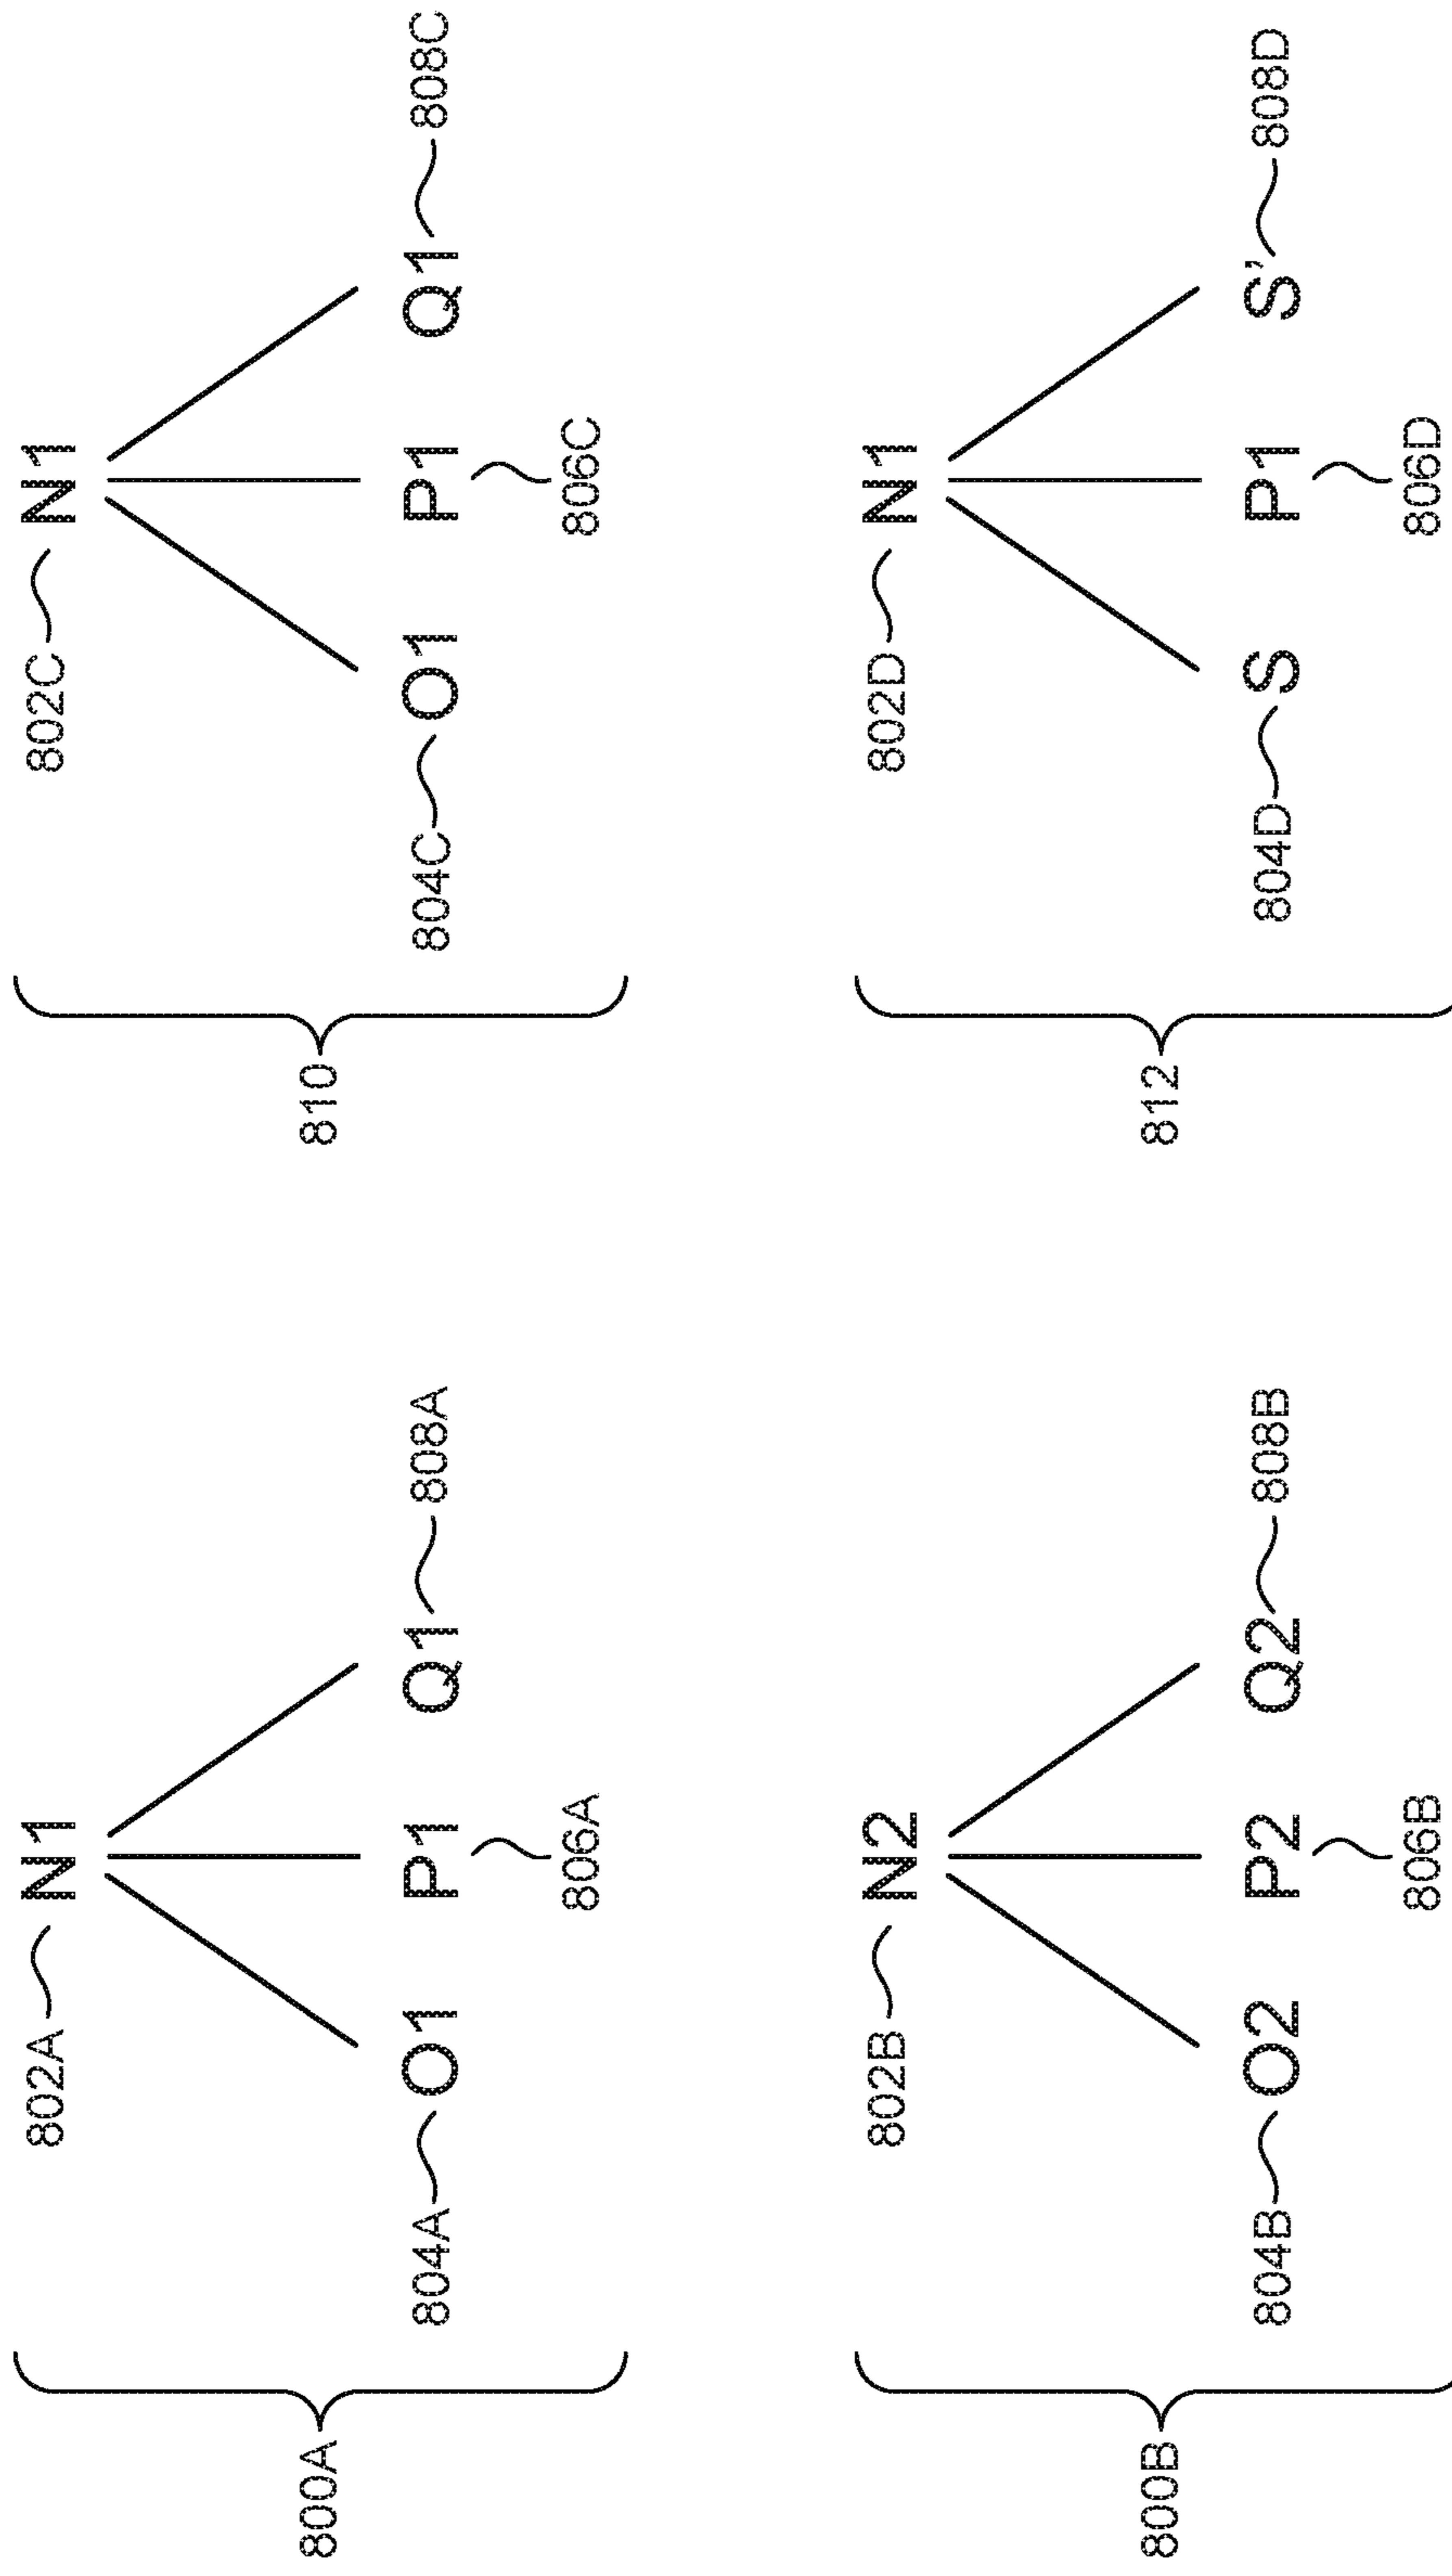 802A N1
800A
804A O1 P1 Q1 808A
806A
802C N1
810
804C O1 P1 Q1 808C
806C
802B N2
800B
804B O2 P2 Q2 808B
806B
802D N1
812
804D S P1 S’ 808D
806D